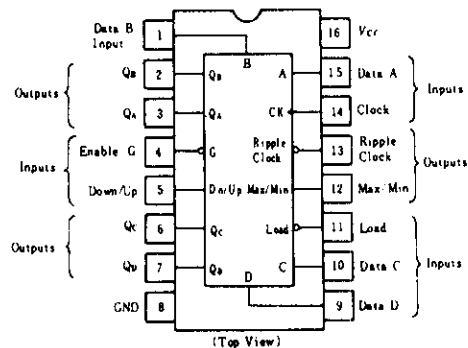 Data B
Input
1
16
Vcc
B
Outputs
QB
2
QB
A
15
Data A
Inputs
QA
3
QA
CK
14
Clock
Inputs
Enable G
4
G
Ripple
Clock
13
Ripple
Clock
Outputs
Down/Up
5
Dn/Up
Max/Min
12
Max/Min
Outputs
QC
6
QC
Load
11
Load
Inputs
QD
7
QD
C
10
Data C
GND
8
D
9
Data D
(Top View)